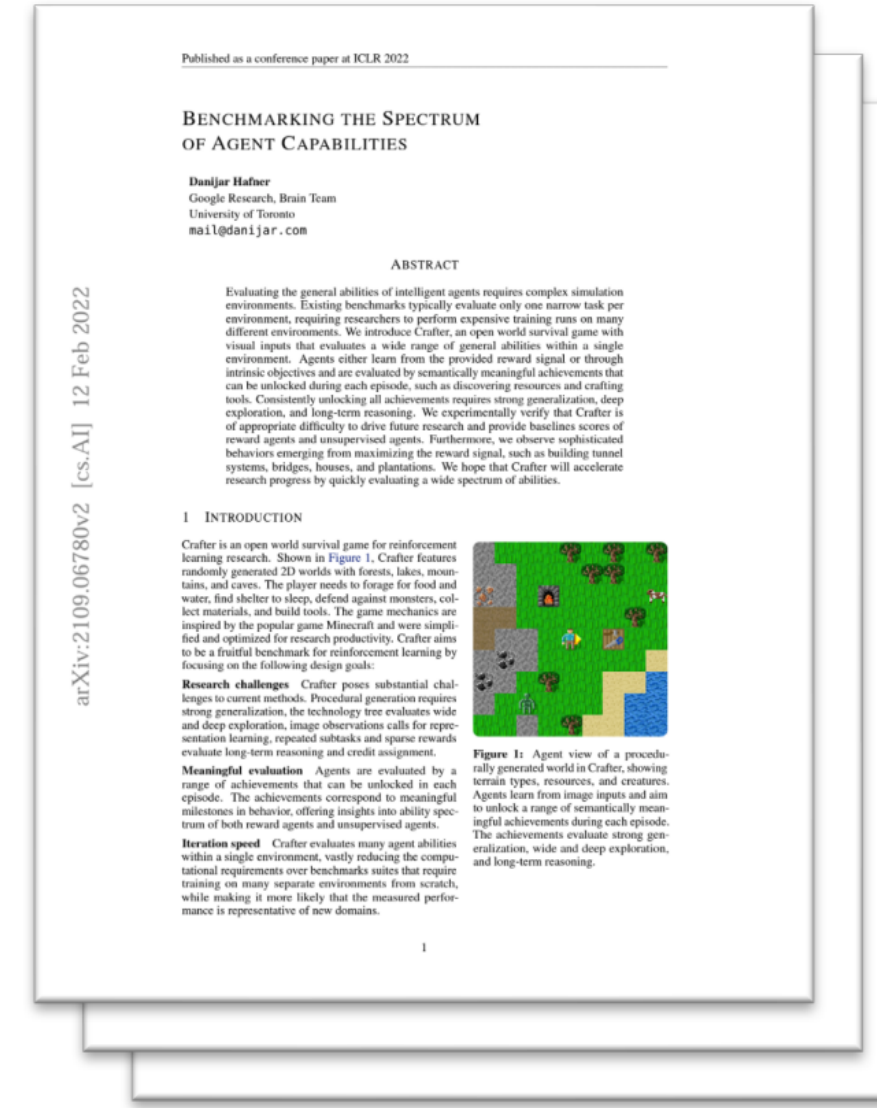 Published as a conference paper at ICLR 2022
BENCHMARKING THE SPECTRUM
OF AGENT CAPABILITIES
Danijar Hafner
Google Research, Brain Team
University of Toronto
mail@danijar.com
ABSTRACT
Evaluating the general abilities of intelligent agents requires complex simulation
environments. Existing benchmarks typically evaluate only one narrow task per
environment, requiring researchers to perform expensive training runs on many
different environments. We introduce Crafter, an open world survival game with
visual inputs that evaluates a wide range of general abilities within a single
environment. Agents either learn from the provided reward signal or through
intrinsic objectives and are evaluated by semantically meaningful achievements that
can be unlocked during each episode, such as discovering resources and crafting
tools. Consistently unlocking all achievements requires strong generalization, deep
exploration, and long-term reasoning. We experimentally verify that Crafter is
of appropriate difficulty to drive future research and provide baselines scores of
reward agents and unsupervised agents. Furthermore, we observe sophisticated
behaviors emerging from maximizing the reward signal, such as building tunnel
systems, bridges, houses, and plantations. We hope that Crafter will accelerate
research progress by quickly evaluating a wide spectrum of abilities.
arXiv:2109.06780v2 [cs.AI] 12 Feb 2022
1 INTRODUCTION
Crafter is an open world survival game for reinforcement
learning research. Shown in Figure 1, Crafter features
randomly generated 2D worlds with forests, lakes, moun-
tains, and caves. The player needs to forage for food and
water, find shelter to sleep, defend against monsters, col-
lect materials, and build tools. The game mechanics are
inspired by the popular game Minecraft and were simpli-
fied and optimized for research productivity. Crafter aims
to be a fruitful benchmark for reinforcement learning by
focusing on the following design goals:
Research challenges Crafter poses substantial chal-
lenges to current methods. Procedural generation requires
strong generalization, the technology tree evaluates wide
and deep exploration, image observations calls for repre-
sentation learning, repeated subtasks and sparse rewards
evaluate long-term reasoning and credit assignment.
Meaningful evaluation Agents are evaluated by a
range of achievements that can be unlocked in each
episode. The achievements correspond to meaningful
milestones in behavior, offering insights into ability spec-
trum of both reward agents and unsupervised agents.
Iteration speed Crafter evaluates many agent abilities
within a single environment, vastly reducing the compu-
tational requirements over benchmarks suites that require
training on many separate environments from scratch,
while making it more likely that the measured perfor-
mance is representative of new domains.
Figure 1: Agent view of a procedu-
rally generated world in Crafter, showing
terrain types, resources, and creatures.
Agents learn from image inputs and aim
to unlock a range of semantically mean-
ingful achievements during each episode.
The achievements evaluate strong gen-
eralization, wide and deep exploration,
and long-term reasoning.
1